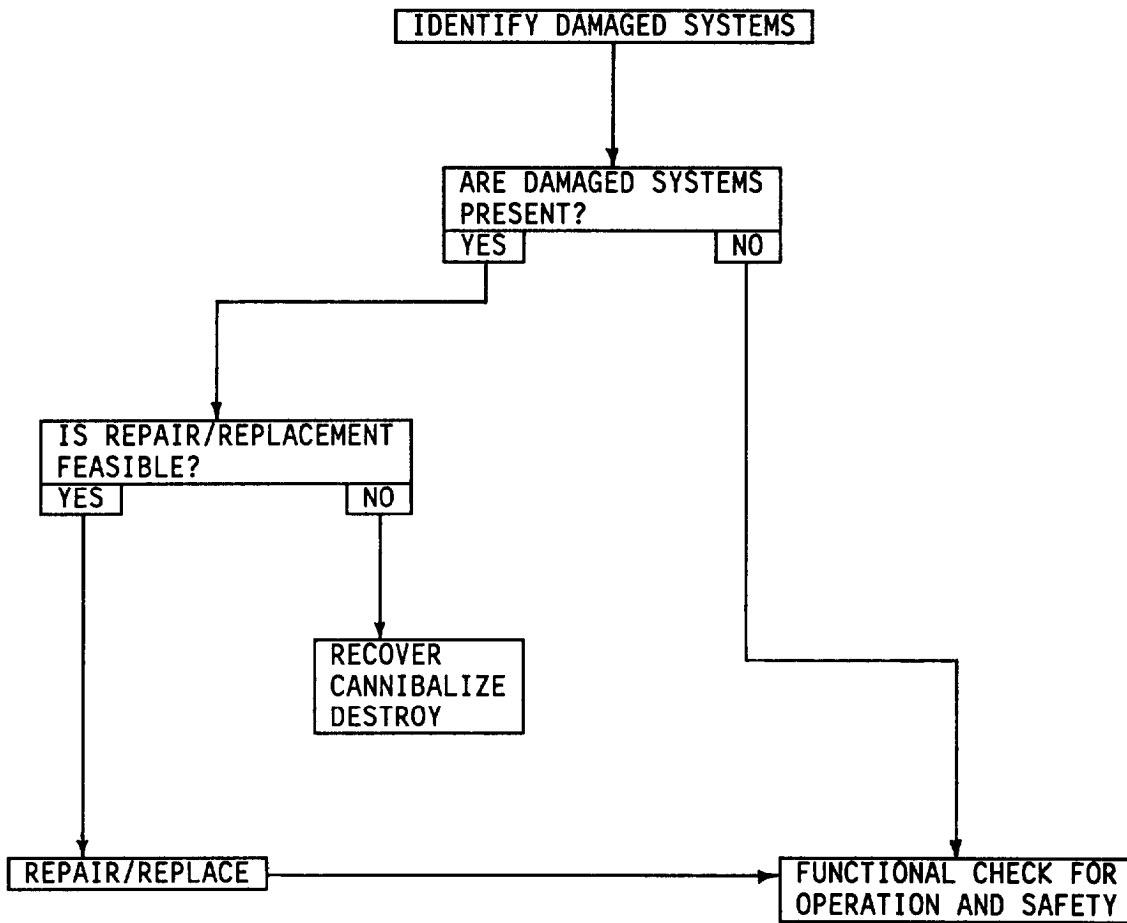 IDENTIFY DAMAGED SYSTEMS
ARE DAMAGED SYSTEMS
PRESENT?
YES
NO
IS REPAIR/REPLACEMENT
FEASIBLE?
YES
NO
RECOVER
CANNIBALIZE
DESTROY
REPAIR/REPLACE
FUNCTIONAL CHECK FOR
OPERATION AND SAFETY